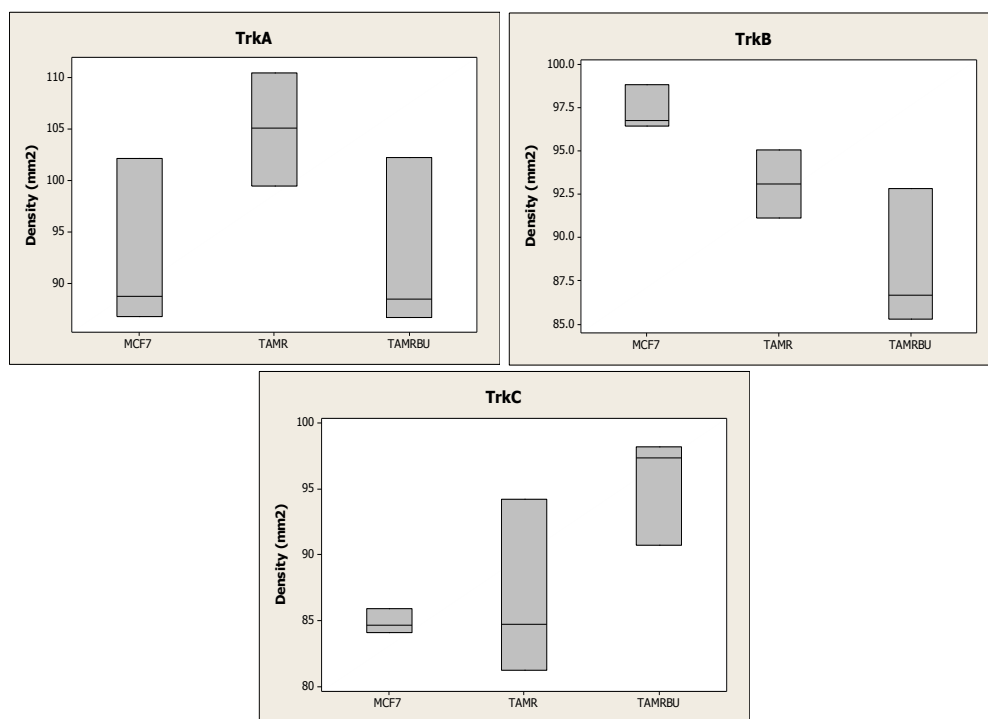 TrkA
Density (mm2)
110
105
100
95
90
MCF7 TAMR TAMRBU
TrkB
Density (mm2)
100.0
97.5
95.0
92.5
90.0
87.5
85.0
MCF7 TAMR TAMRBU
TrkC
Density (mm2)
100
95
90
85
80
MCF7 TAMR TAMRBU